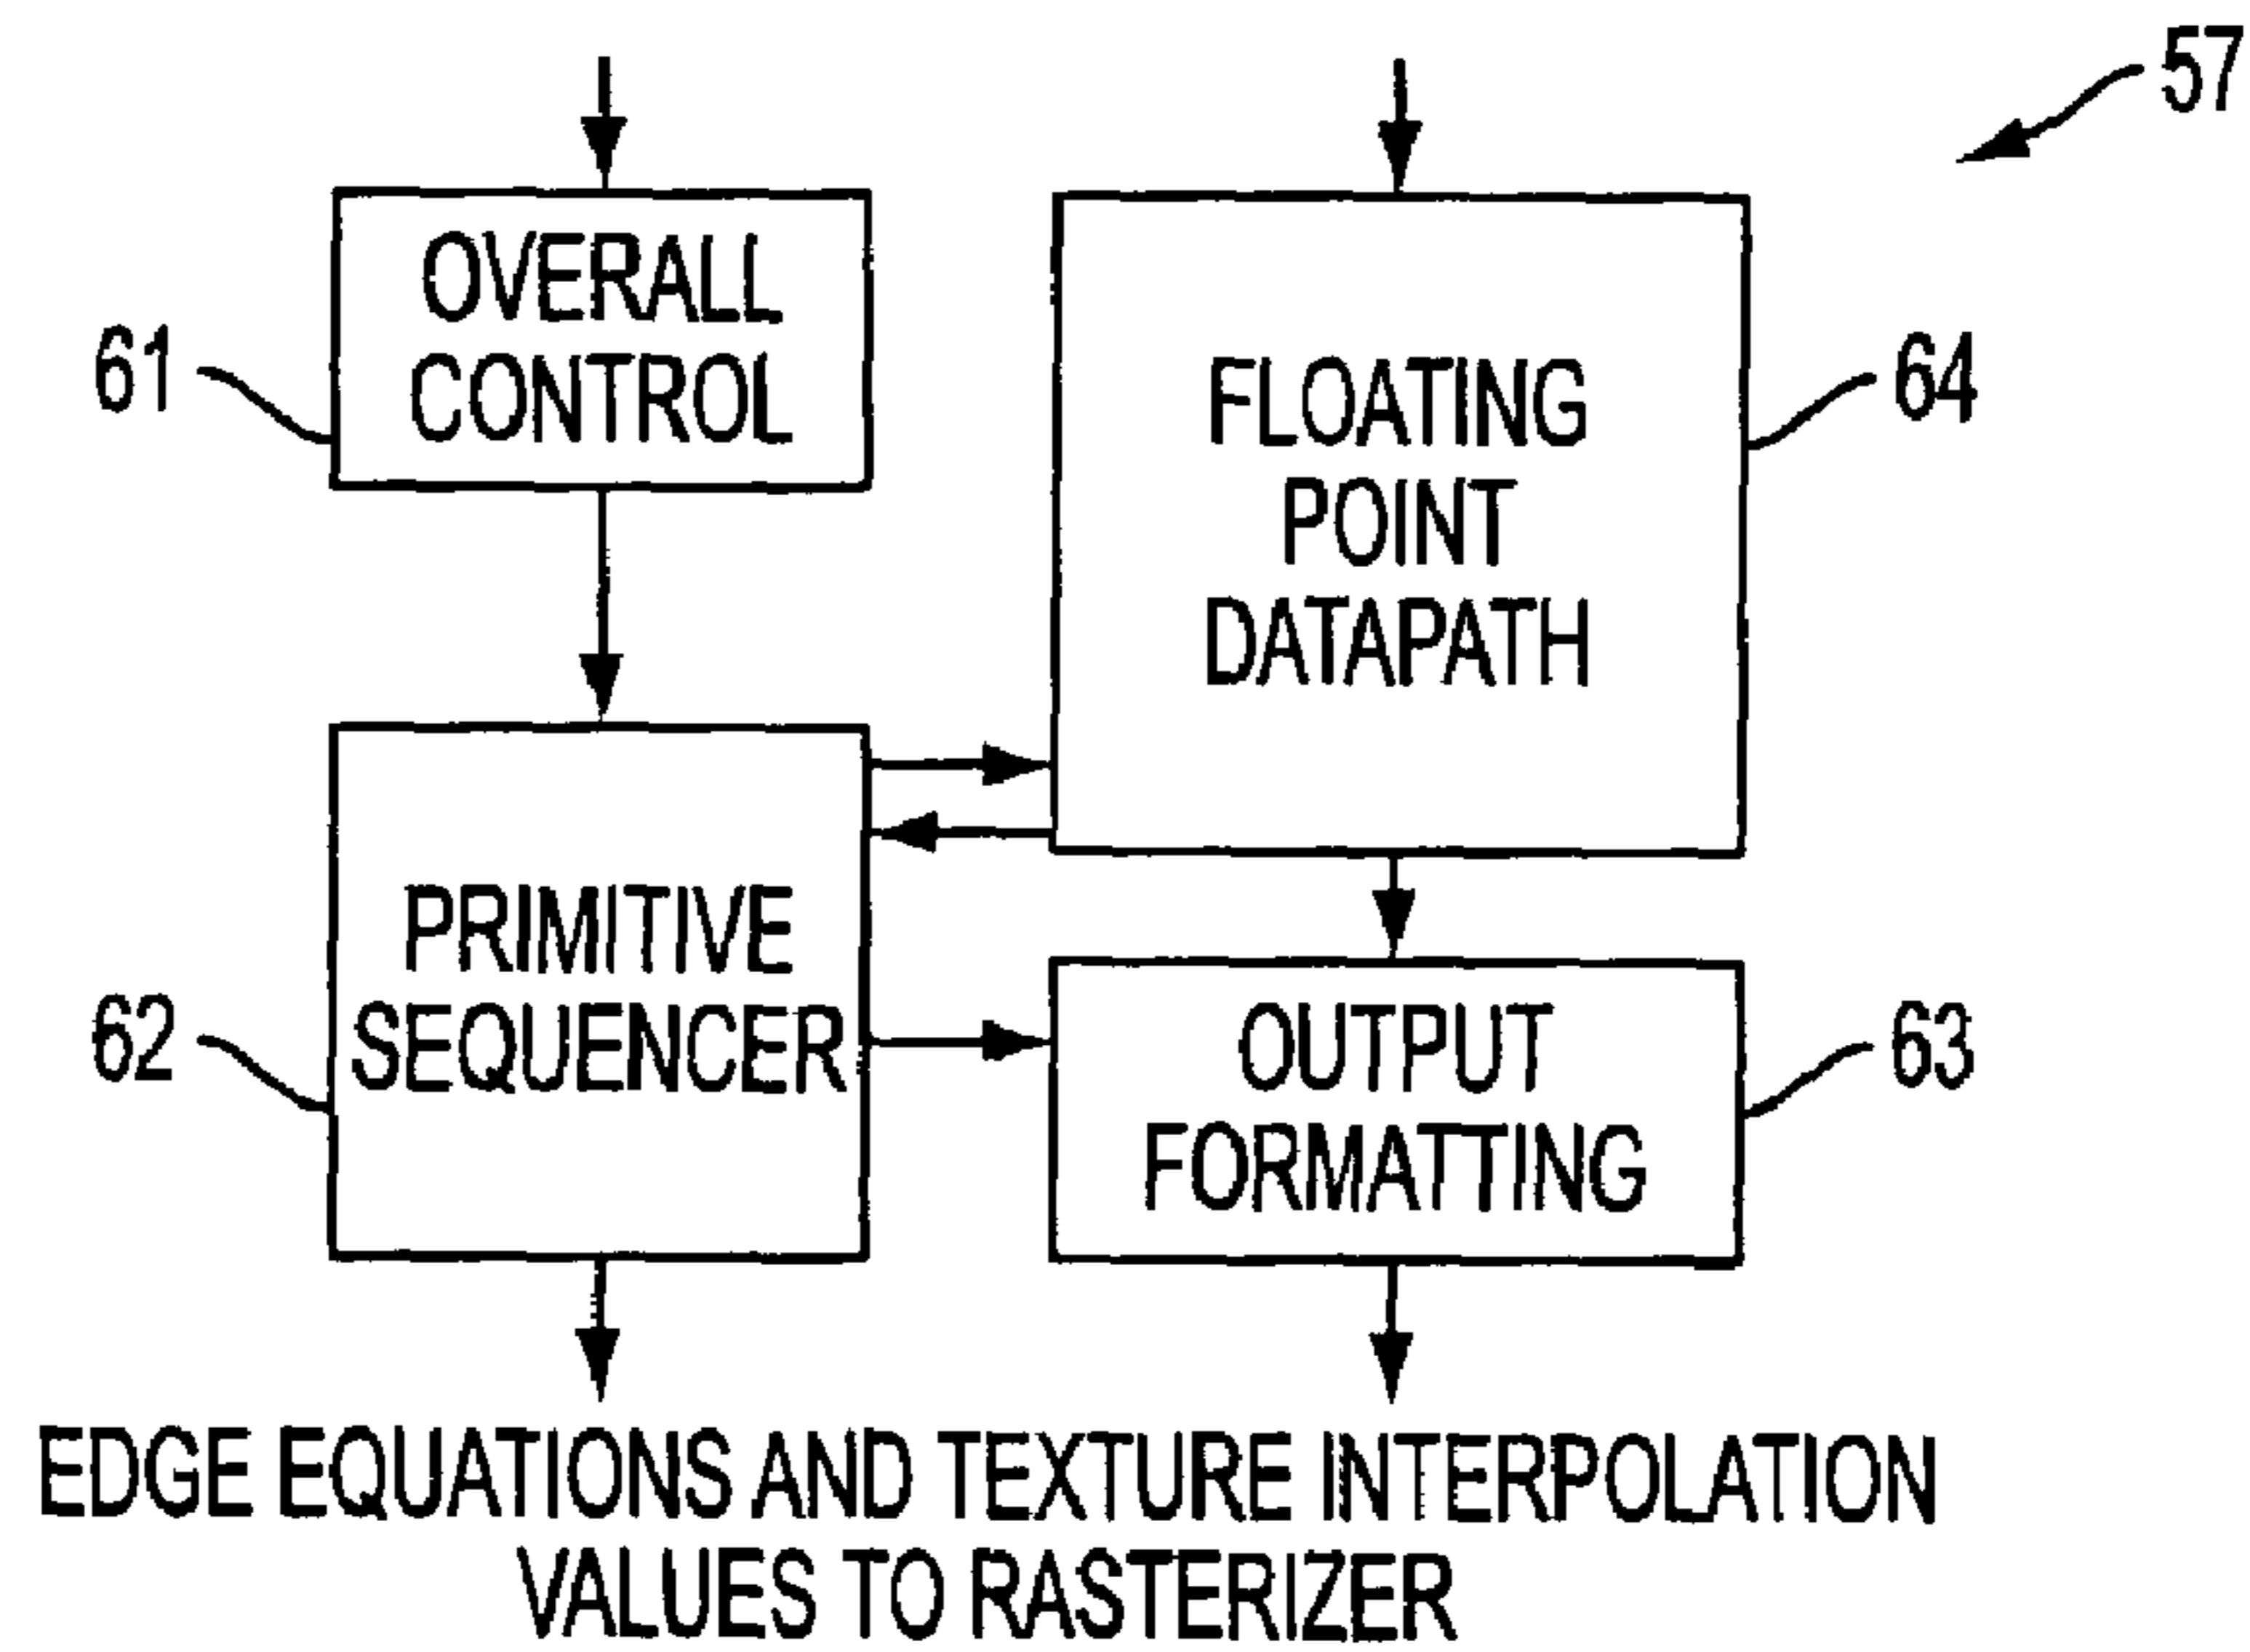 57
OVERALL
CONTROL
61
FLOATING
POINT
DATAPATH
64
PRIMITIVE
SEQUENCER
62
OUTPUT
FORMATTING
63
EDGE EQUATIONS AND TEXTURE INTERPOLATION
VALUES TO RASTERIZER